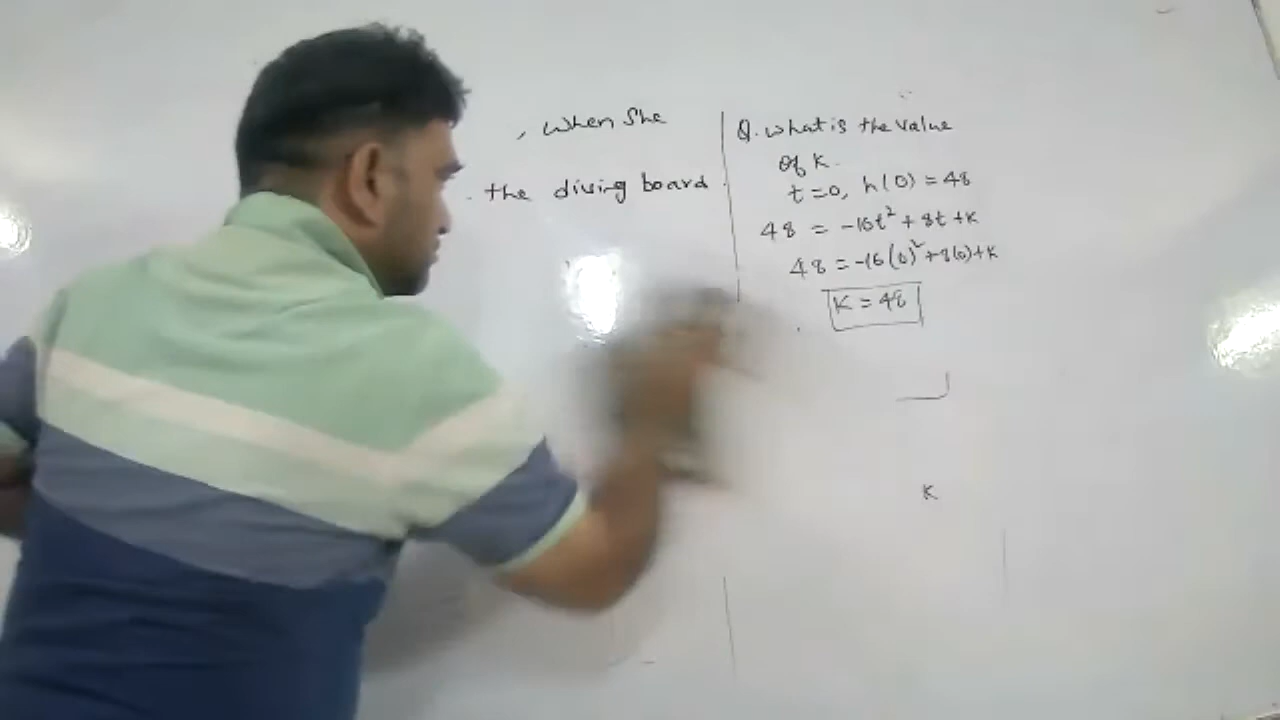 , when She
the diving board
Q. what is the value
of K.
t=0, h(0) = 48
48 = -16t² + 8t + K
48 = -16(0)² + 8(0) + K
K = 48
K